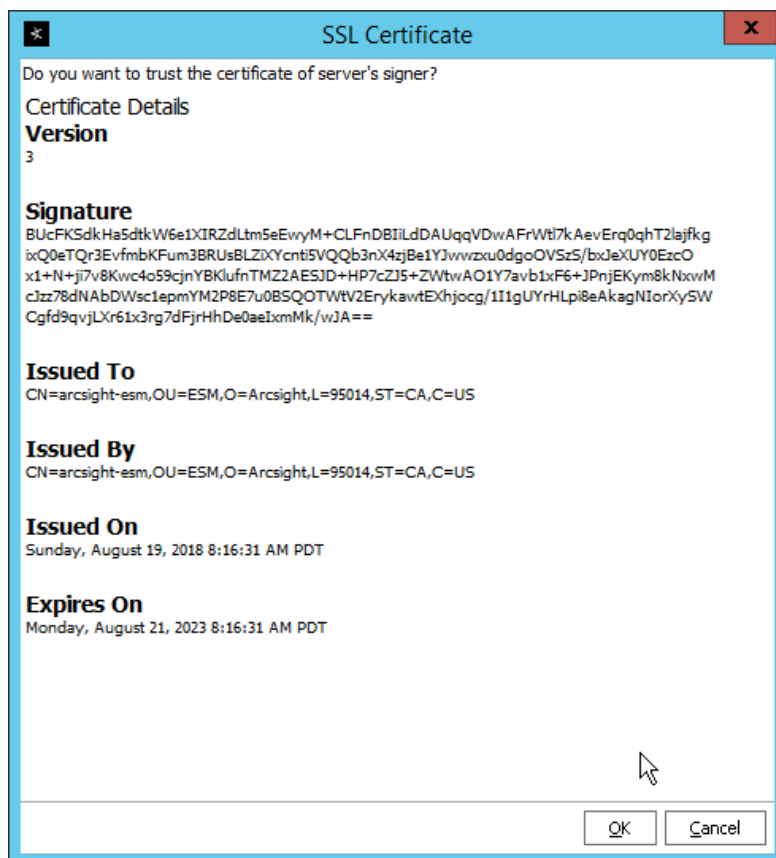 SSL Certificate
x
Do you want to trust the certificate of server's signer?
Certificate Details
Version
3
Signature
BUcFKSdkHa5dtkW6e1XIRZdLtm5eEwyM+CLFnDBIiLdDAUqqVDwAFrWtl7kAevErq0qhT2lajfkg
ixQ0eTQr3EvfmbKFum3BRUsBLZiXYcnti5VQQb3nX4zjBe1YJwwzxu0dgoOVSzS/bxJeXUY0EzcO
x1+N+ji7v8Kwc4o59cjnYBKlufnTMZ2AESJD+HP7cZJ5+ZWtwAO1Y7avb1xF6+JPnjEKym8kNxwM
cJzz78dNAbDWsc1epmYM2P8E7u0BSQOTWtV2ErykawtEXhjocg/1I1gUYrHLpi8eAkagNIorXySW
Cgfd9qvjLXr61x3rg7dFjrHhDe0aeIxmMk/wJA==
Issued To
CN=arcsight-esm,OU=ESM,O=Arcsight,L=95014,ST=CA,C=US
Issued By
CN=arcsight-esm,OU=ESM,O=Arcsight,L=95014,ST=CA,C=US
Issued On
Sunday, August 19, 2018 8:16:31 AM PDT
Expires On
Monday, August 21, 2023 8:16:31 AM PDT
OK
Cancel